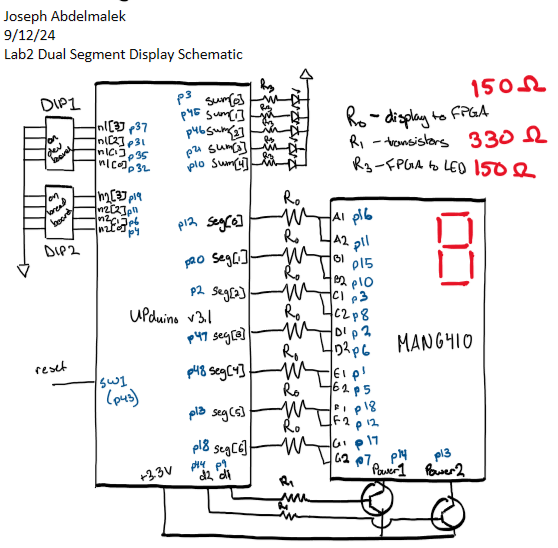 Joseph Abdelmalek
9/12/24
Lab2 Dual Segment Display Schematic
150Ω
R₀ - display to FPGA
R₁ - transistors 330 Ω
R₃ - FPGA to LED 150 Ω
DIP1
on dev board
n1[3] p37
n1[2] p31
n1[1] p35
n1[0] p32
on bread board
n2[3] p19
n2[2] p11
n2[1] p6
n2[0] p4
DIP2
p3 sum[0] R₃
p45 sum[1] R₃
p46 sum[2] R₃
p21 sum[3] R₃
p10 sum[4] R₃
UPduino v3.1
reset
SW1
(p43)
p12 seg[0] R₀
p20 seg[1] R₀
p2 seg[2] R₀
p47 seg[3] R₀
p48 seg[4] R₀
p13 seg[5] R₀
p18 seg[6] R₀
A1 p16
A2 p11
B1 p15
B2 p10
C1 p3
C2 p8
D1 p2
D2 p6
E1 p1
E2 p5
F1 p18
F2 p12
G1 p17
G2 p7
MAN6410
p14 Power1
p13 Power2
+3.3V
p44 d2
p9 d1
R₁
R₁